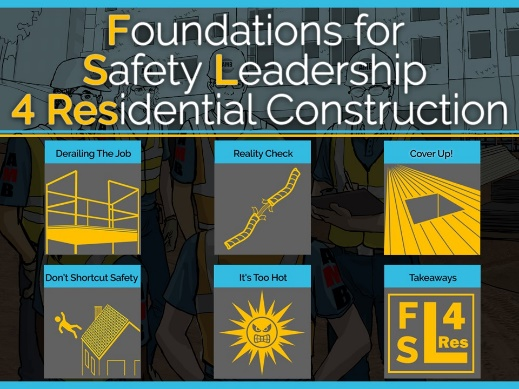 Foundations for
Safety Leadership
4 Residential Construction
Derailing The Job
Reality Check
Cover Up!
Don't Shortcut Safety
It's Too Hot
Takeaways
F 4
S L Res